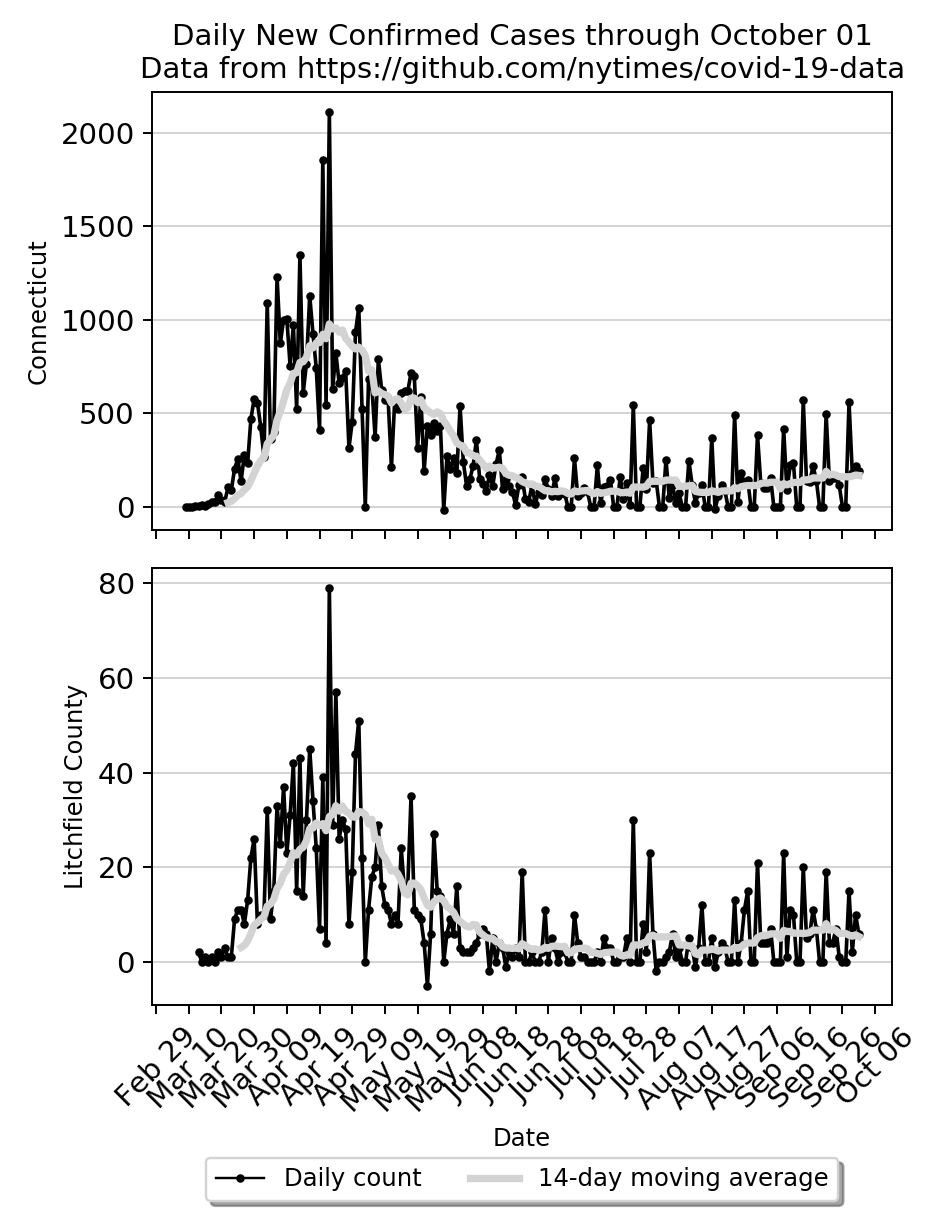 Daily New Confirmed Cases through October 01
Data from https://github.com/nytimes/covid-19-data
Connecticut
2000
1500
1000
500
0
Litchfield County
80
60
40
20
0
Feb 29
Mar 10
Mar 20
Mar 30
Apr 09
Apr 19
Apr 29
May 09
May 19
May 29
Jun 08
Jun 18
Jun 28
Jul 08
Jul 18
Jul 28
Aug 07
Aug 17
Aug 27
Sep 06
Sep 16
Sep 26
Oct 06
Date
Daily count
14-day moving average